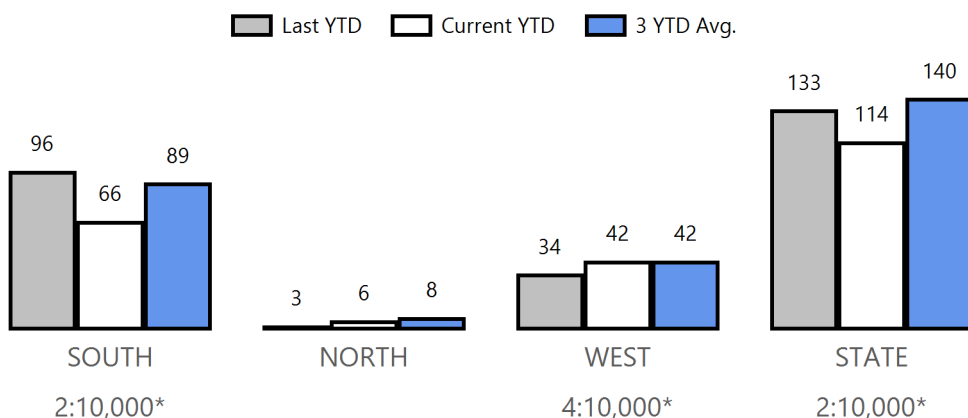 Last YTD Current YTD 3 YTD Avg.
96 66 89
3 6 8
34 42 42
133 114 140
SOUTH NORTH WEST STATE
2:10,000* 4:10,000* 2:10,000*